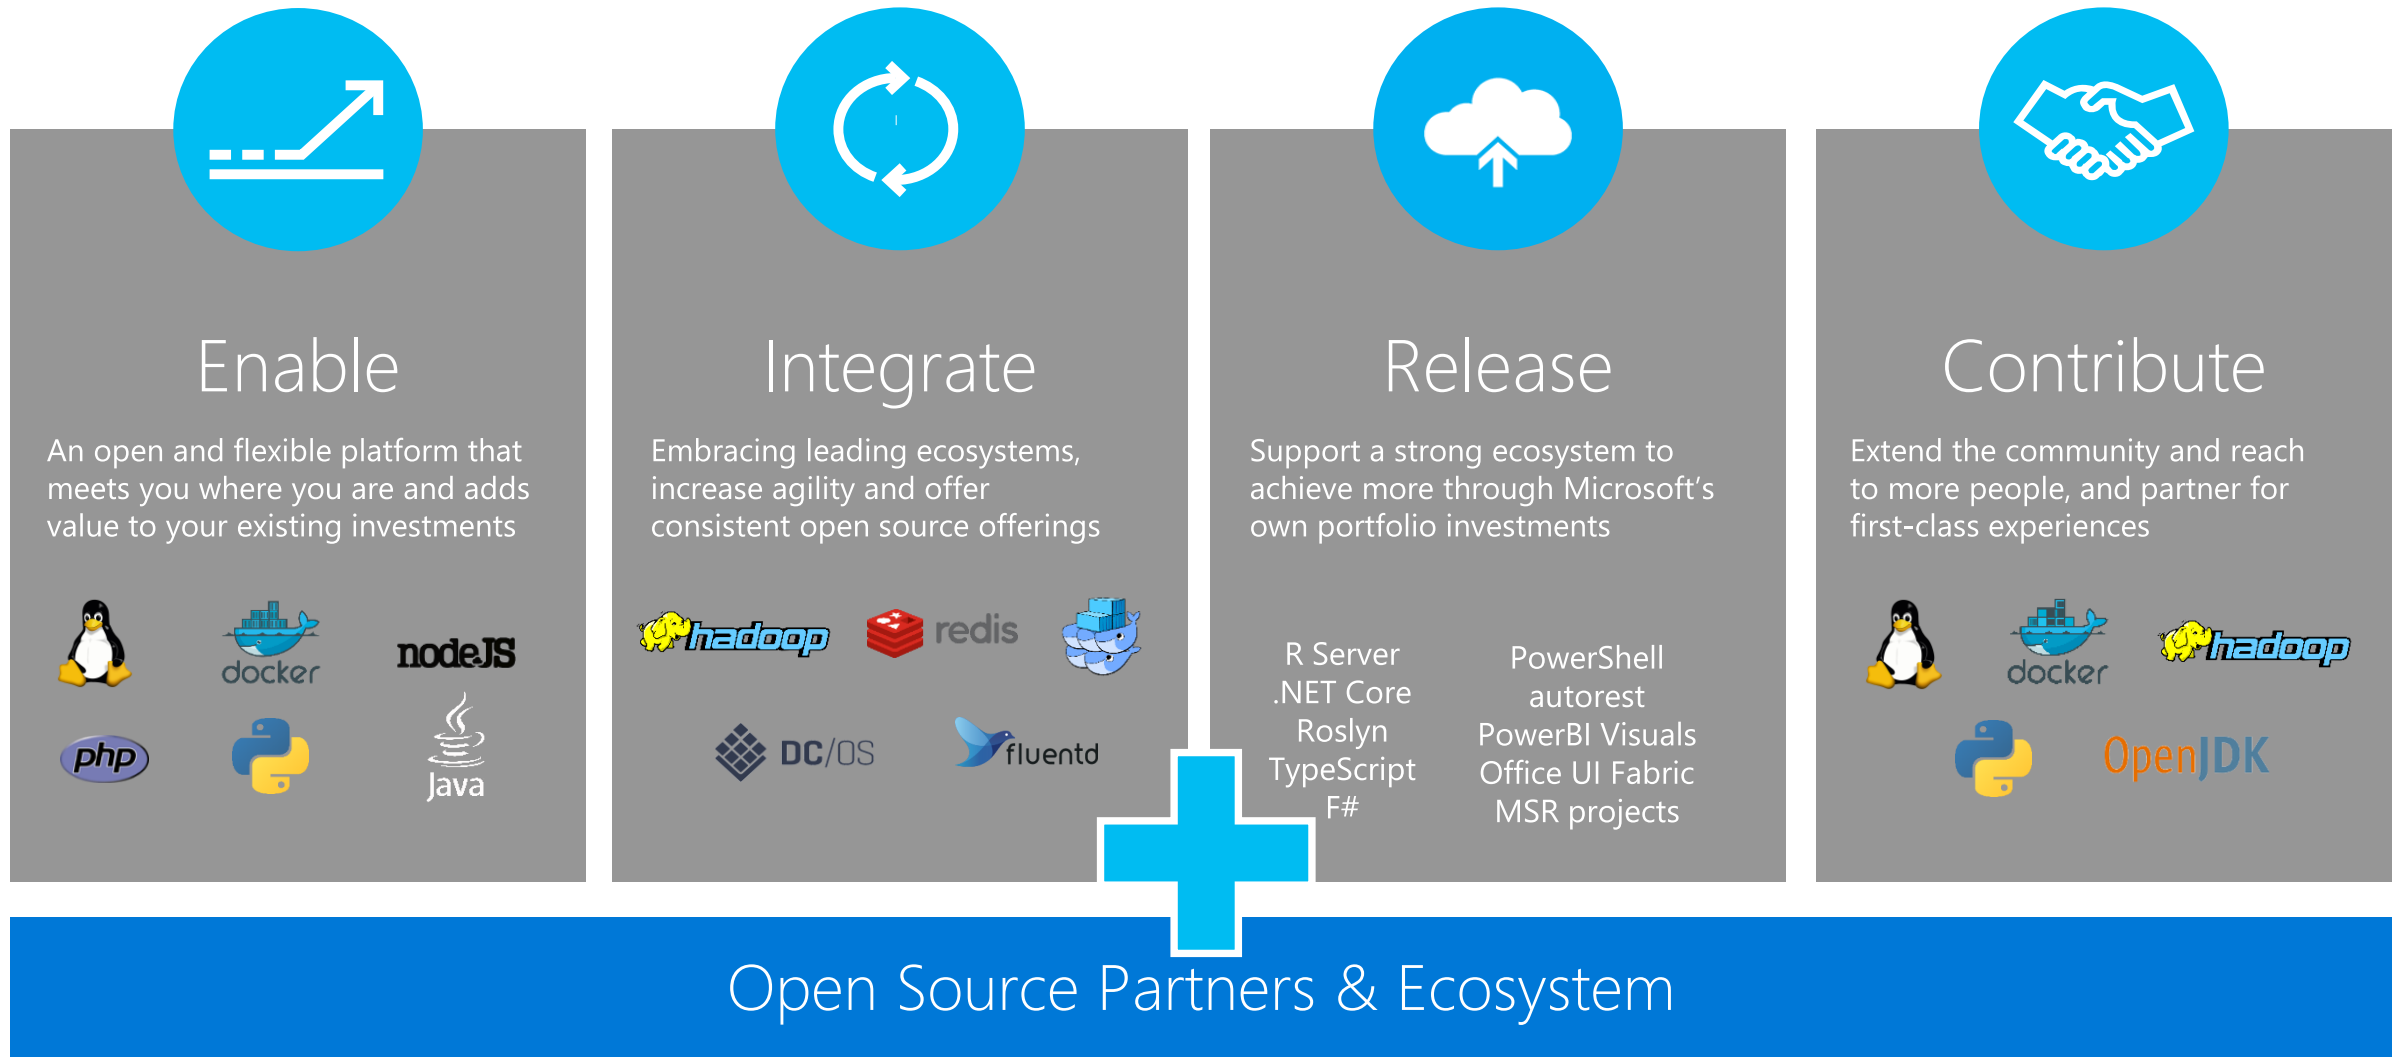 Enable
An open and flexible platform that
meets you where you are and adds
value to your existing investments
docker
nodeJS
php
Java
Integrate
Embracing leading ecosystems,
increase agility and offer
consistent open source offerings
hadoop
redis
DC/OS
fluentd
Release
Support a strong ecosystem to
achieve more through Microsoft’s
own portfolio investments
R Server
.NET Core
Roslyn
TypeScript
F#
PowerShell
autorest
PowerBI Visuals
Office UI Fabric
MSR projects
Contribute
Extend the community and reach
to more people, and partner for
first-class experiences
docker
hadoop
OpenJDK
Open Source Partners & Ecosystem